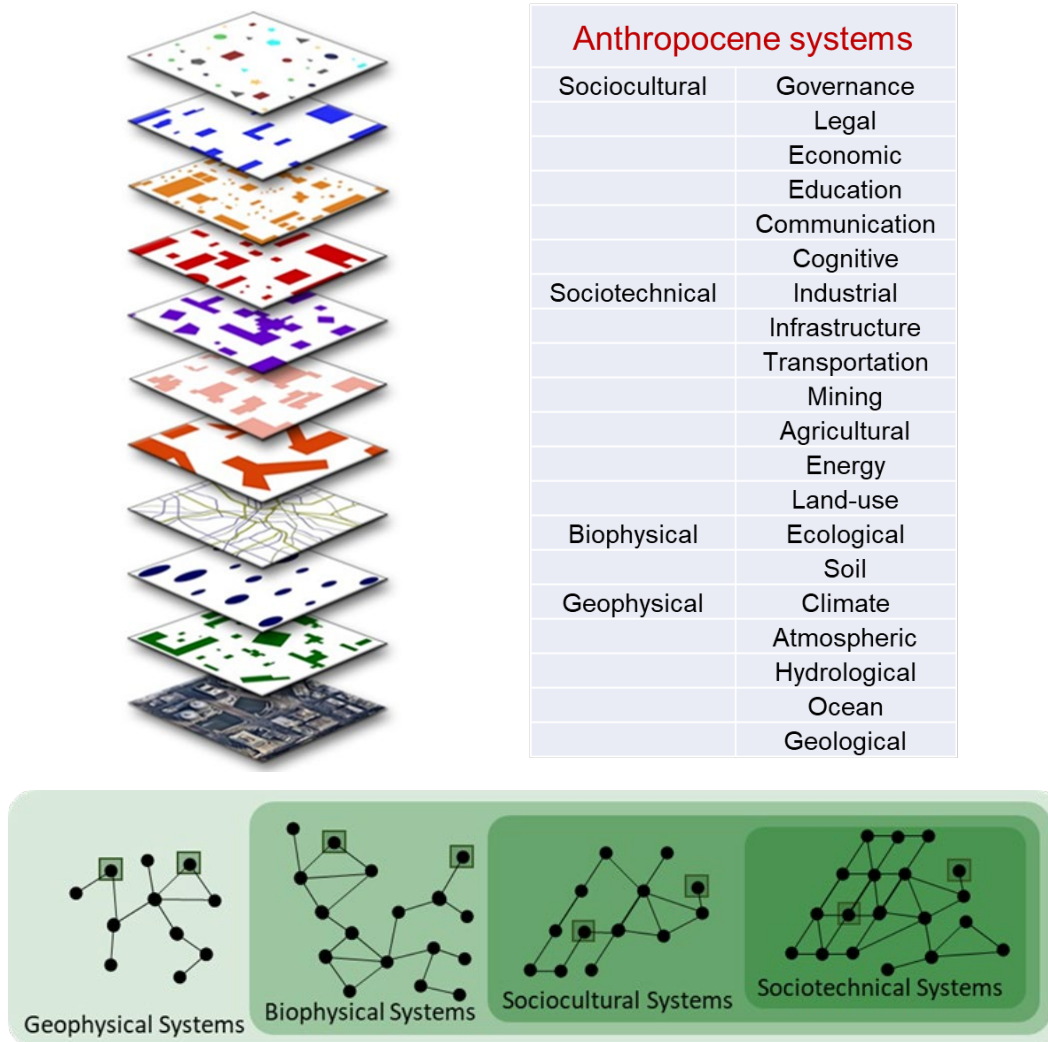 Anthropocene systems
Sociocultural Governance
Legal
Economic
Education
Communication
Cognitive
Sociotechnical Industrial
Infrastructure
Transportation
Mining
Agricultural
Energy
Land-use
Biophysical Ecological
Soil
Geophysical Climate
Atmospheric
Hydrological
Ocean
Geological
Geophysical Systems
Biophysical Systems
Sociocultural Systems
Sociotechnical Systems